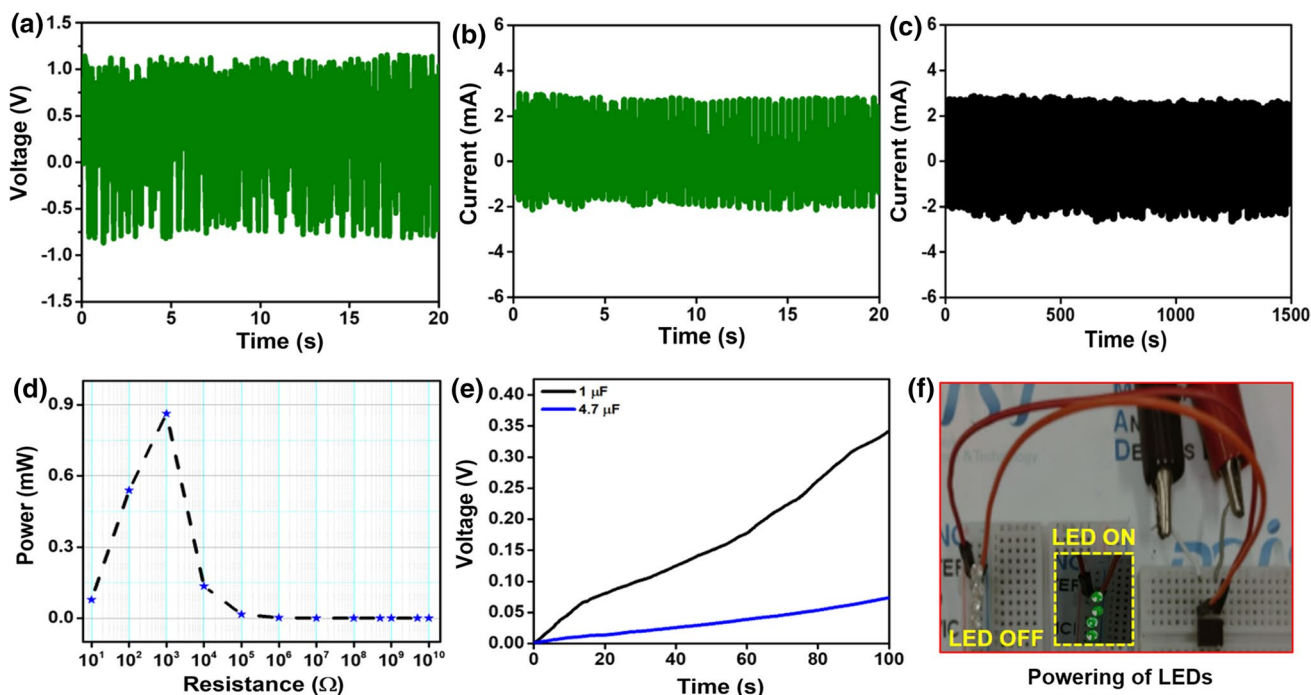 (a)
1.5
1.0
0.5
0.0
-0.5
-1.0
-1.5
Voltage (V)
0 5 10 15 20
Time (s)
(b)
6
4
2
0
-2
-4
-6
Current (mA)
0 5 10 15 20
Time (s)
(c)
6
4
2
0
-2
-4
-6
Current (mA)
0 500 1000 1500
Time (s)
(d)
0.9
0.6
0.3
0.0
Power (mW)
10¹ 10² 10³ 10⁴ 10⁵ 10⁶ 10⁷ 10⁸ 10⁹ 10¹⁰
Resistance (Ω)
(e)
1 μF
4.7 μF
0.40
0.35
0.30
0.25
0.20
0.15
0.10
0.05
0.00
Voltage (V)
0 20 40 60 80 100
Time (s)
(f)
LED ON
LED OFF
Powering of LEDs